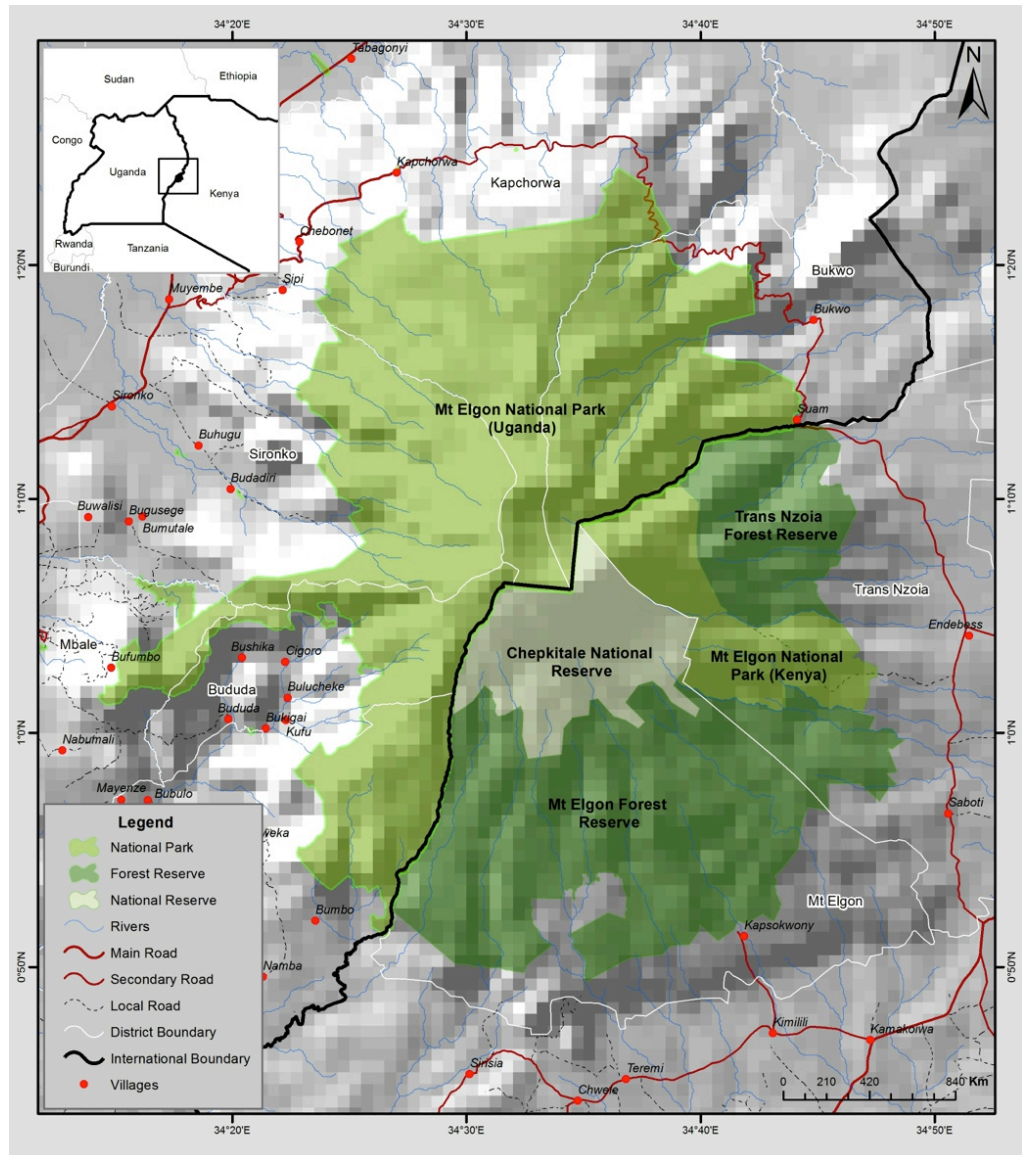 34°20'E 34°30'E 34°40'E 34°50'E
N
Sudan
Ethiopia
Congo
Uganda
Kenya
Rwanda
Tanzania
Burundi
Tabagonyi
Kapchorwa
Kapchorwa
Chebonet
Sipi
Muyembe
1°20'N
1°20'N
Bukwo
Bukwo
Sironko
Mt Elgon National Park
(Uganda)
Suam
Buhugu
Sironko
Budadiri
1°10'N
1°10'N
Buwalisi
Bugusege
Bumutale
Trans Nzoia
Forest Reserve
Trans Nzoia
Endebess
Mbale
Bufumbo
Bushika
Cigoro
Chepkitale National
Reserve
Mt Elgon National
Park (Kenya)
Bududa
Bulucheke
Bududa
Bukigai
Kufu
1°0'N
1°0'N
Nabumali
Mayenze
Bubulo
Mt Elgon Forest
Reserve
Saboti
Legend
National Park
Forest Reserve
National Reserve
Rivers
Main Road
Secondary Road
Local Road
District Boundary
International Boundary
Villages
weka
Bumbo
Namba
Mt Elgon
Kapsokwony
0°50'N
0°50'N
Kimilili
Kamakoiwa
Sirisia
Teremi
Chwele
0 210 420 840 Km
34°20'E 34°30'E 34°40'E 34°50'E